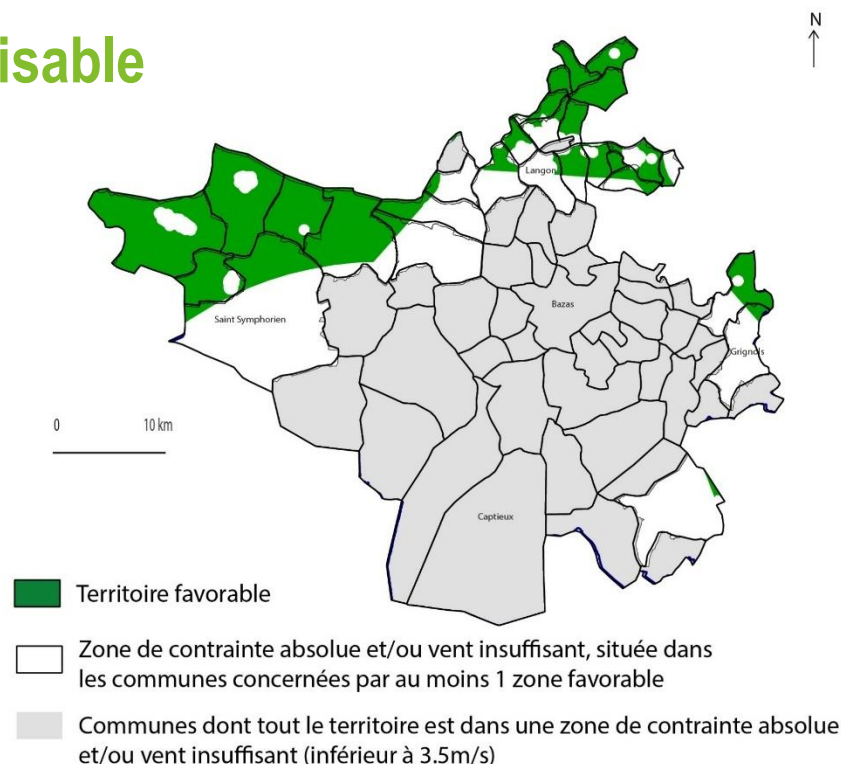 isable
N
Langon
Saint Symphorien
Bazas
Grignols
0 10 km
Captieux
Territoire favorable
Zone de contrainte absolue et/ou vent insuffisant, située dans
les communes concernées par au moins 1 zone favorable
Communes dont tout le territoire est dans une zone de contrainte absolue
et/ou vent insuffisant (inférieur à 3.5m/s)